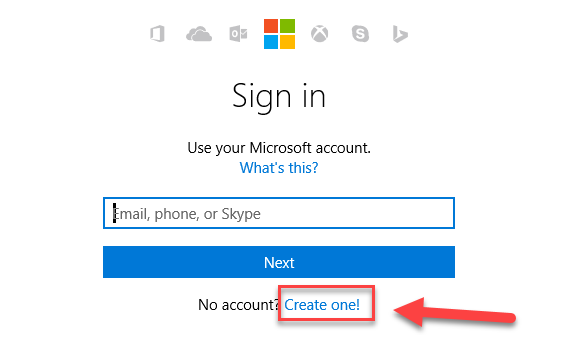 Sign in
Use your Microsoft account.
What's this?
Email, phone, or Skype
Next
No account? Create one!